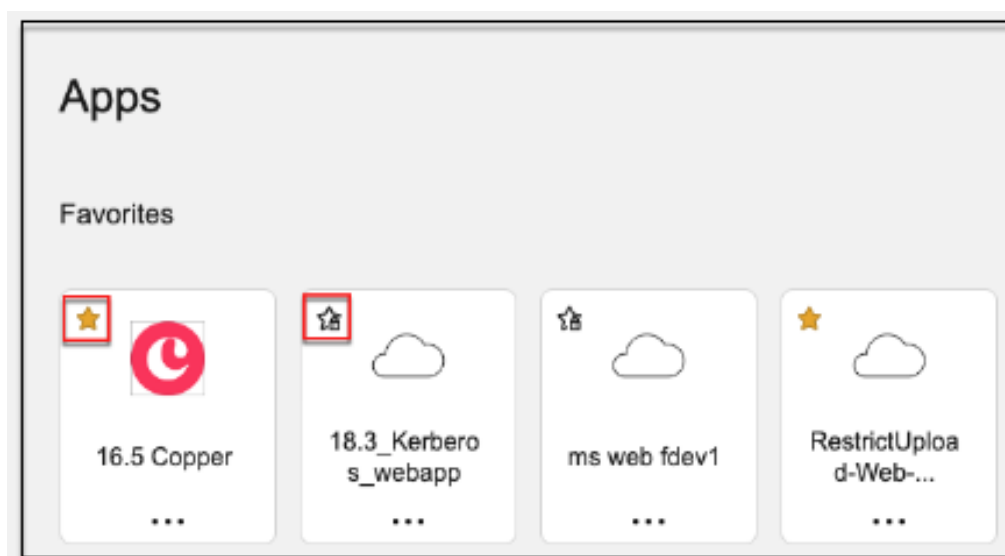 Apps
Favorites
16.5 Copper
18.3_Kerbero
s_webapp
ms web fdev1
RestrictUploa
d-Web-...